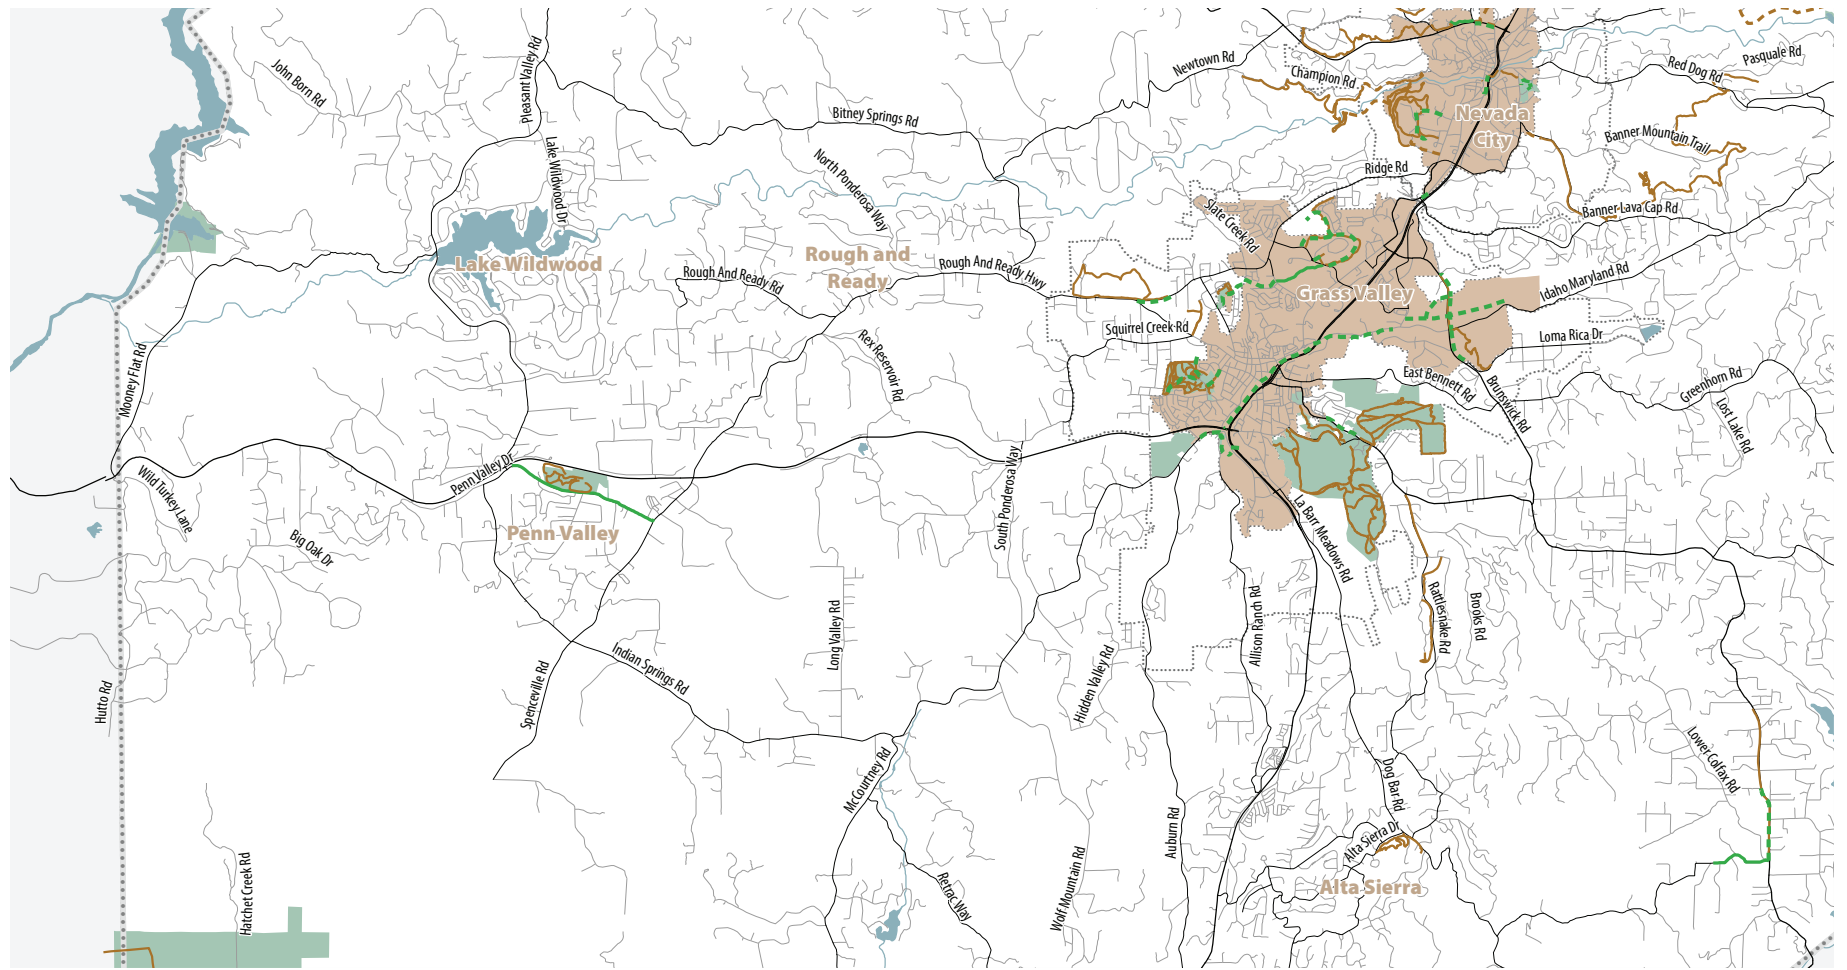 John Born Rd
Pleasant Valley Rd
Newtown Rd
Champion Rd
Red Dog Rd
Pasquale Rd
Bitney Springs Rd
Nevada
City
Banner Mountain Trail
Lake Wildwood Dr
North Ponderosa Way
Ridge Rd
Slate Creek Rd
Banner Lava Cap Rd
Lake Wildwood
Rough and
Ready
Rough And Ready Rd
Rough And Ready Hwy
Grass Valley
Idaho Maryland Rd
Squirrel Creek Rd
Loma Rica Dr
Mooney Flat Rd
Rex Reservoir Rd
East Bennett Rd
Brunswick Rd
Greenhorn Rd
Lost Lake Rd
Wild Turkey Lane
Penn Valley Dr
Penn Valley
South Ponderosa Way
La Barr Meadows Rd
Big Oak Dr
Long Valley Rd
Allison Ranch Rd
Rattlesnake Rd
Brooks Rd
Hutto Rd
Spenceville Rd
Indian Springs Rd
Hidden Valley Rd
McCourtney Rd
Lower Colfax Rd
Dog Bar Rd
Auburn Rd
Alta Sierra Dr
Alta Sierra
Hatchet Creek Rd
Retrac Way
Wolf Mountain Rd